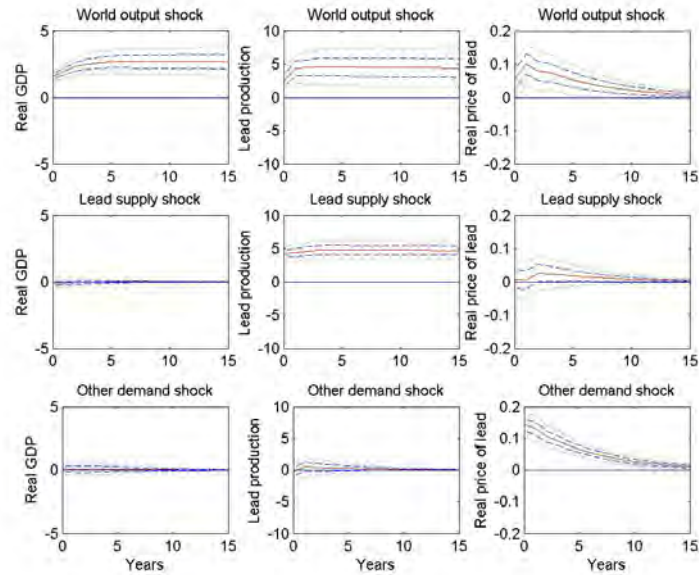 World output shock
World output shock
World output shock
Real GDP
5
0
-5
0 5 10 15
Lead production
10
5
0
-5
-10
0 5 10 15
Real price of lead
0.2
0.1
0
0.1
0.2
0 5 10 15
Lead supply shock
Lead supply shock
Lead supply shock
Real GDP
5
0
-5
0 5 10 15
Lead production
10
5
0
-5
-10
0 5 10 15
Real price of lead
0.2
0.1
0
-0.1
-0.2
0 5 10 15
Other demand shock
Other demand shock
Other demand shock
Real GDP
5
0
-5
0 5 10 15
Years
Lead production
10
5
0
-5
-10
0 5 10 15
Years
Real price of lead
0.2
0.1
0
-0.1
-0.2
0 5 10 15
Years